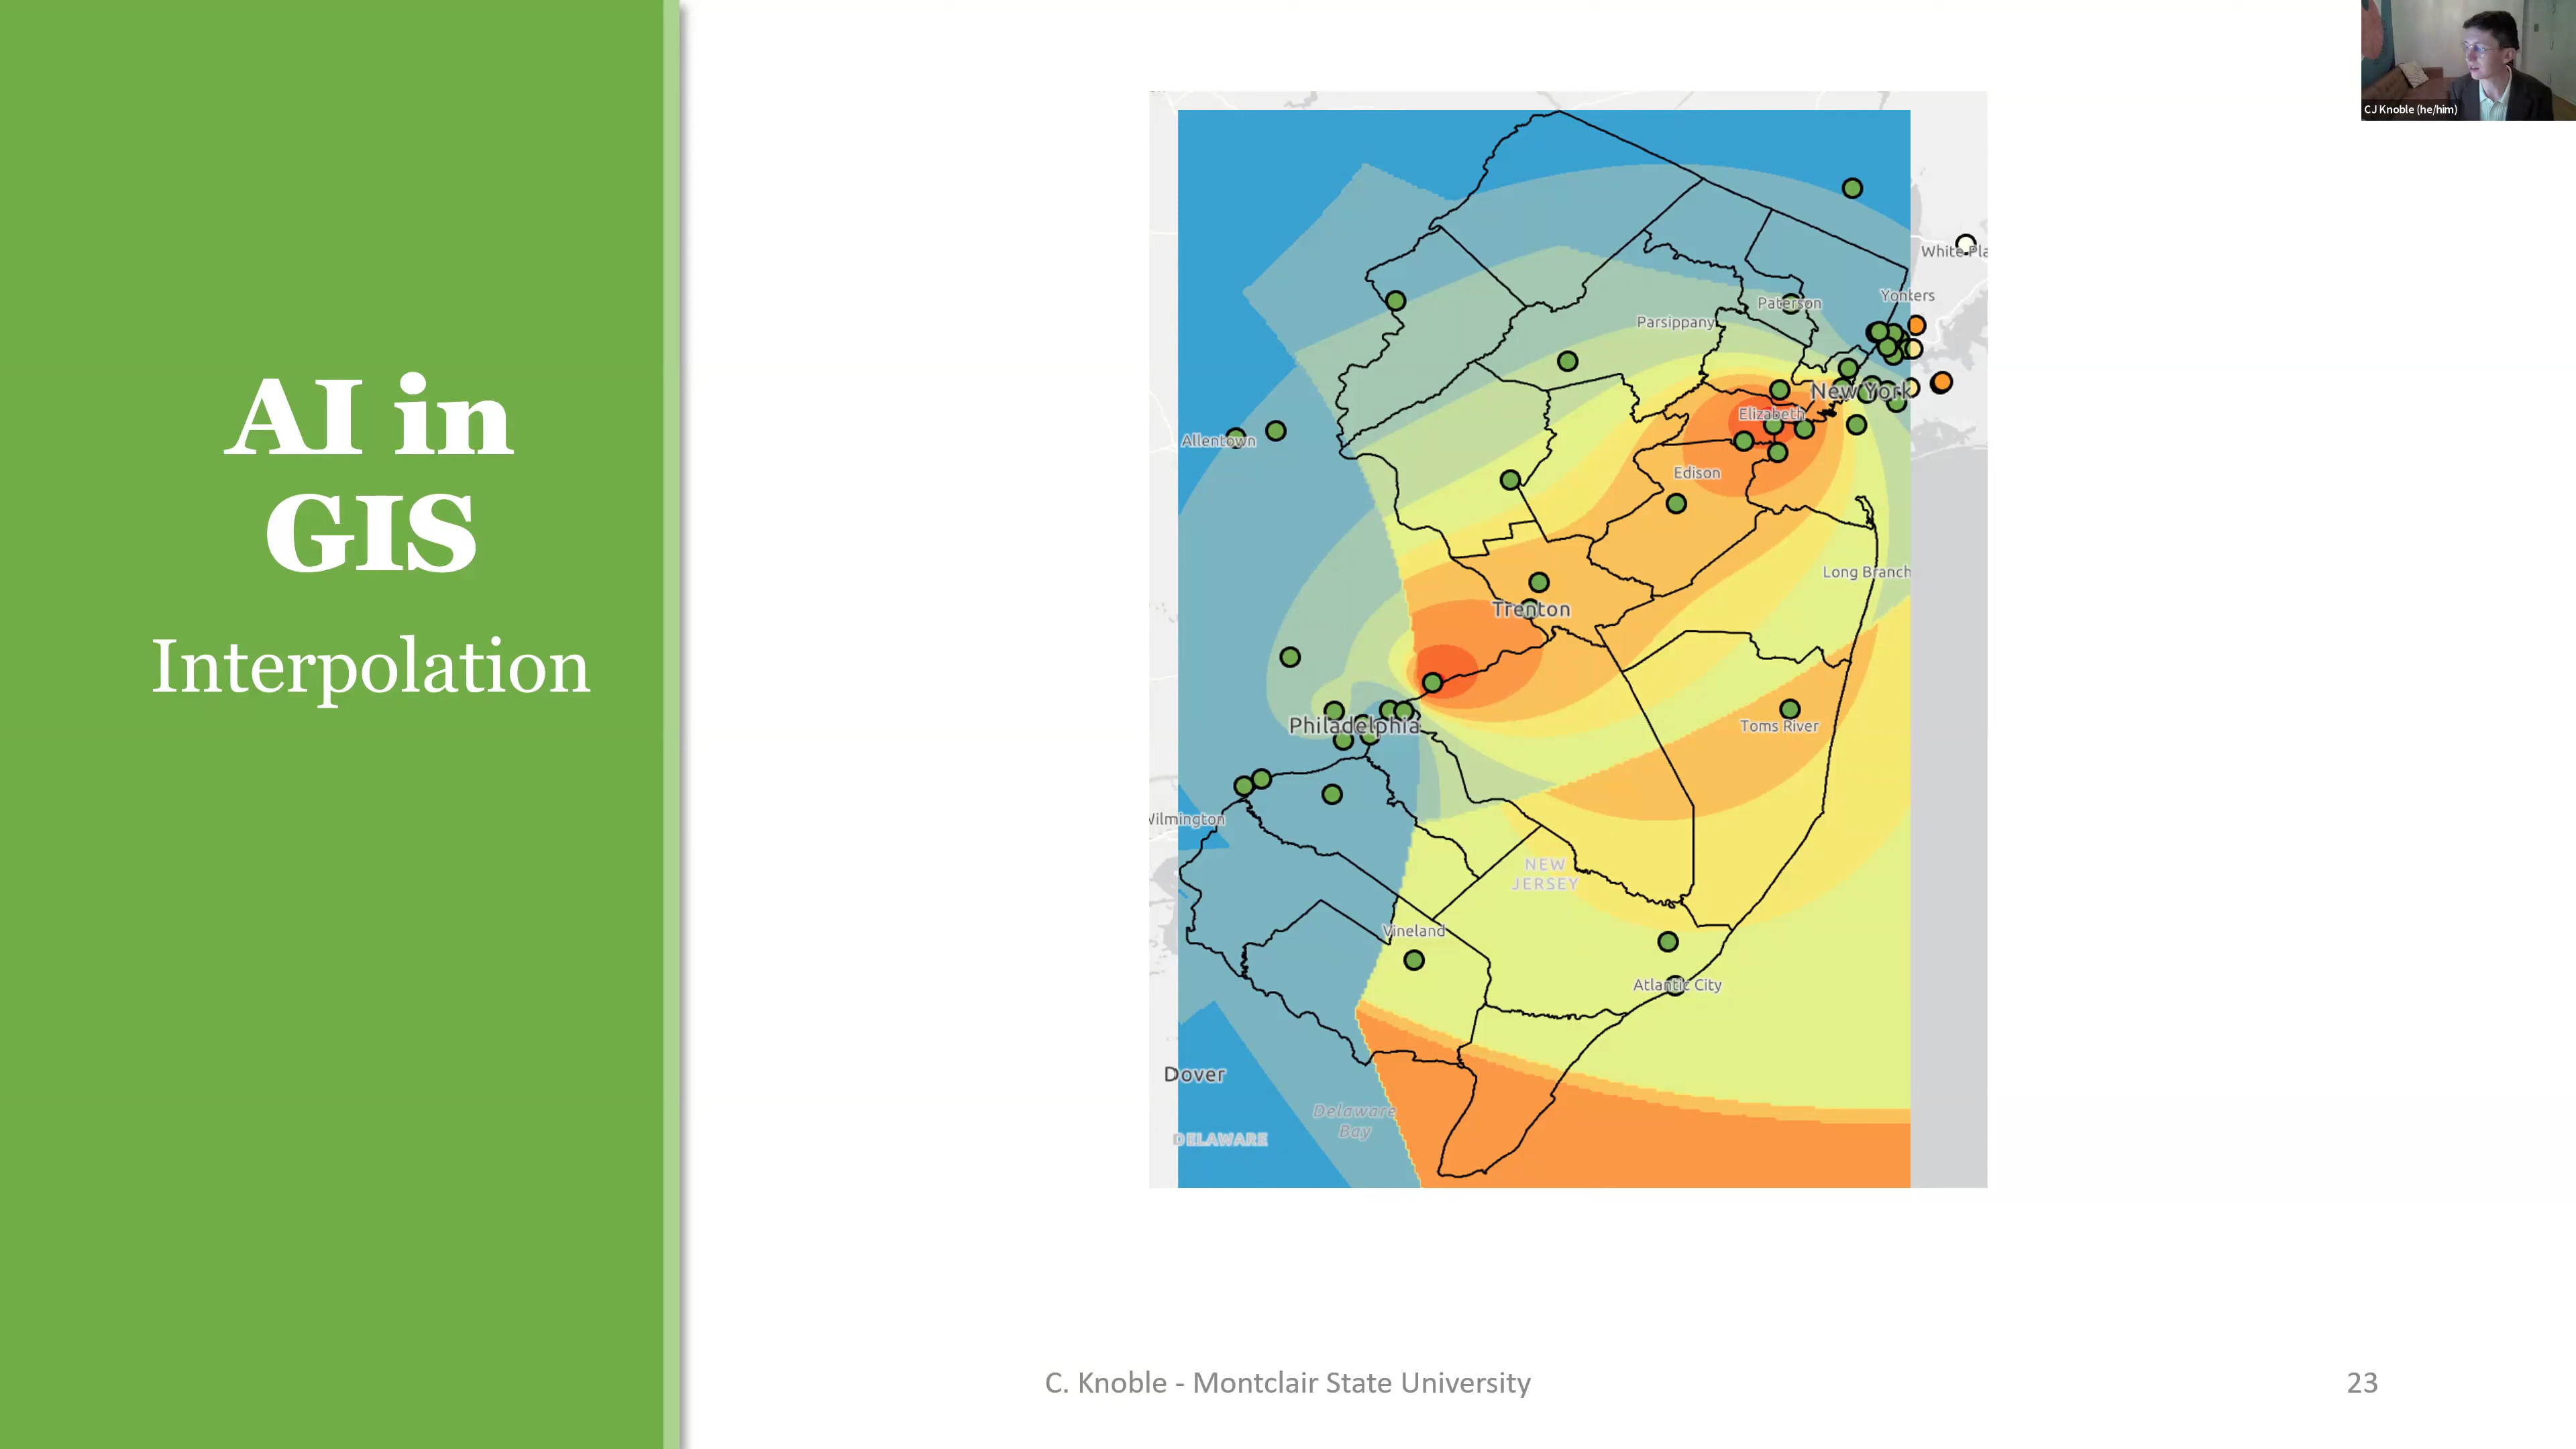 AI in
GIS
Interpolation
CJ Knoble (he/him)
White Pla
Yonkers
Paterson
Parsippany
New York
Elizabeth
Allentown
Edison
Long Branch
Trenton
Philadelphia
Toms River
Wilmington
NEW
JERSEY
Vineland
Atlantic City
Dover
Delaware
Bay
DELAWARE
C. Knoble - Montclair State University
23